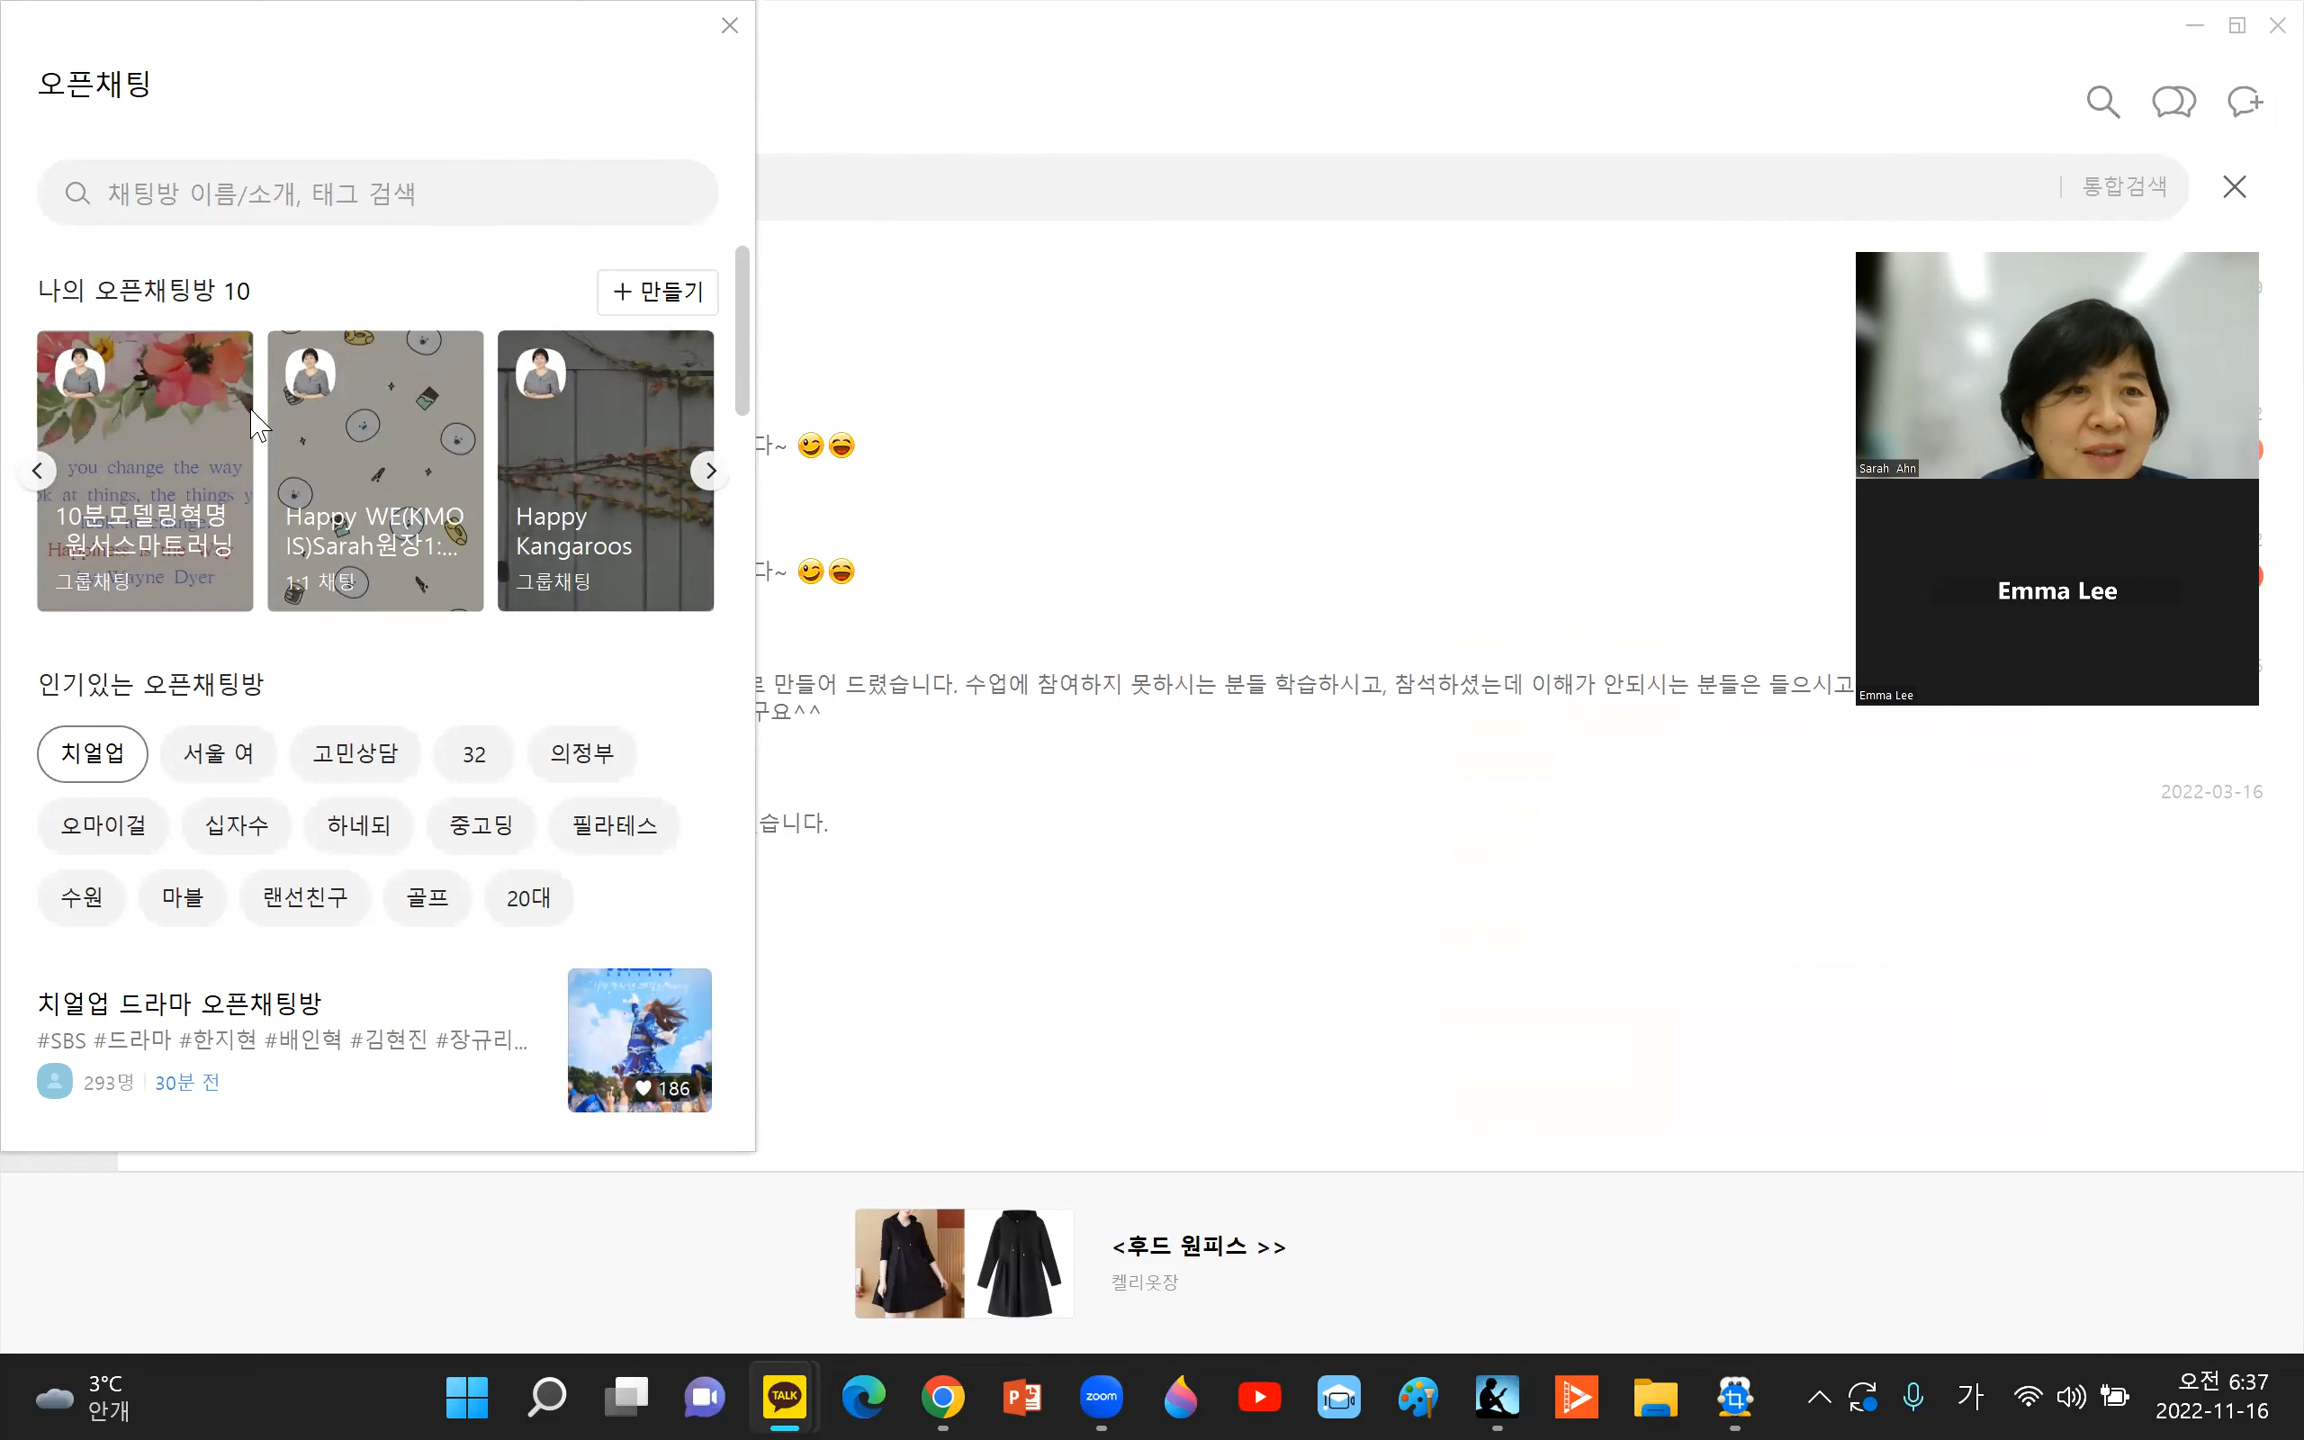 오픈채팅
채팅방 이름/소개, 태그 검색
통합검색
나의 오픈채팅방 10
+ 만들기
you change the way
at things, the things y
10분모델링혁명
원서스마트러닝
Wayne Dyer
그룹채팅
Happy WE(KMO
IS)Sarah원장1:...
1:1 채팅
Happy
Kangaroos
그룹채팅
다~ 😉😄
다~ 😉😄
만들어 드렸습니다. 수업에 참여하지 못하시는 분들 학습하시고, 참석하셨는데 이해가 안되시는 분들은 들으시고
구요^^
2022-03-16
습니다.
Sarah Ahn
Emma Lee
Emma Lee
인기있는 오픈채팅방
치얼업 서울 여 고민상담 32 의정부
오마이걸 십자수 하네되 중고딩 필라테스
수원 마블 랜선친구 골프 20대
치얼업 드라마 오픈채팅방
#SBS #드라마 #한지현 #배인혁 #김현진 #장규리...
293명 30분 전
186
<후드 원피스 >>
켈리옷장
3°C
안개
TALK
zoom
가
오전 6:37
2022-11-16